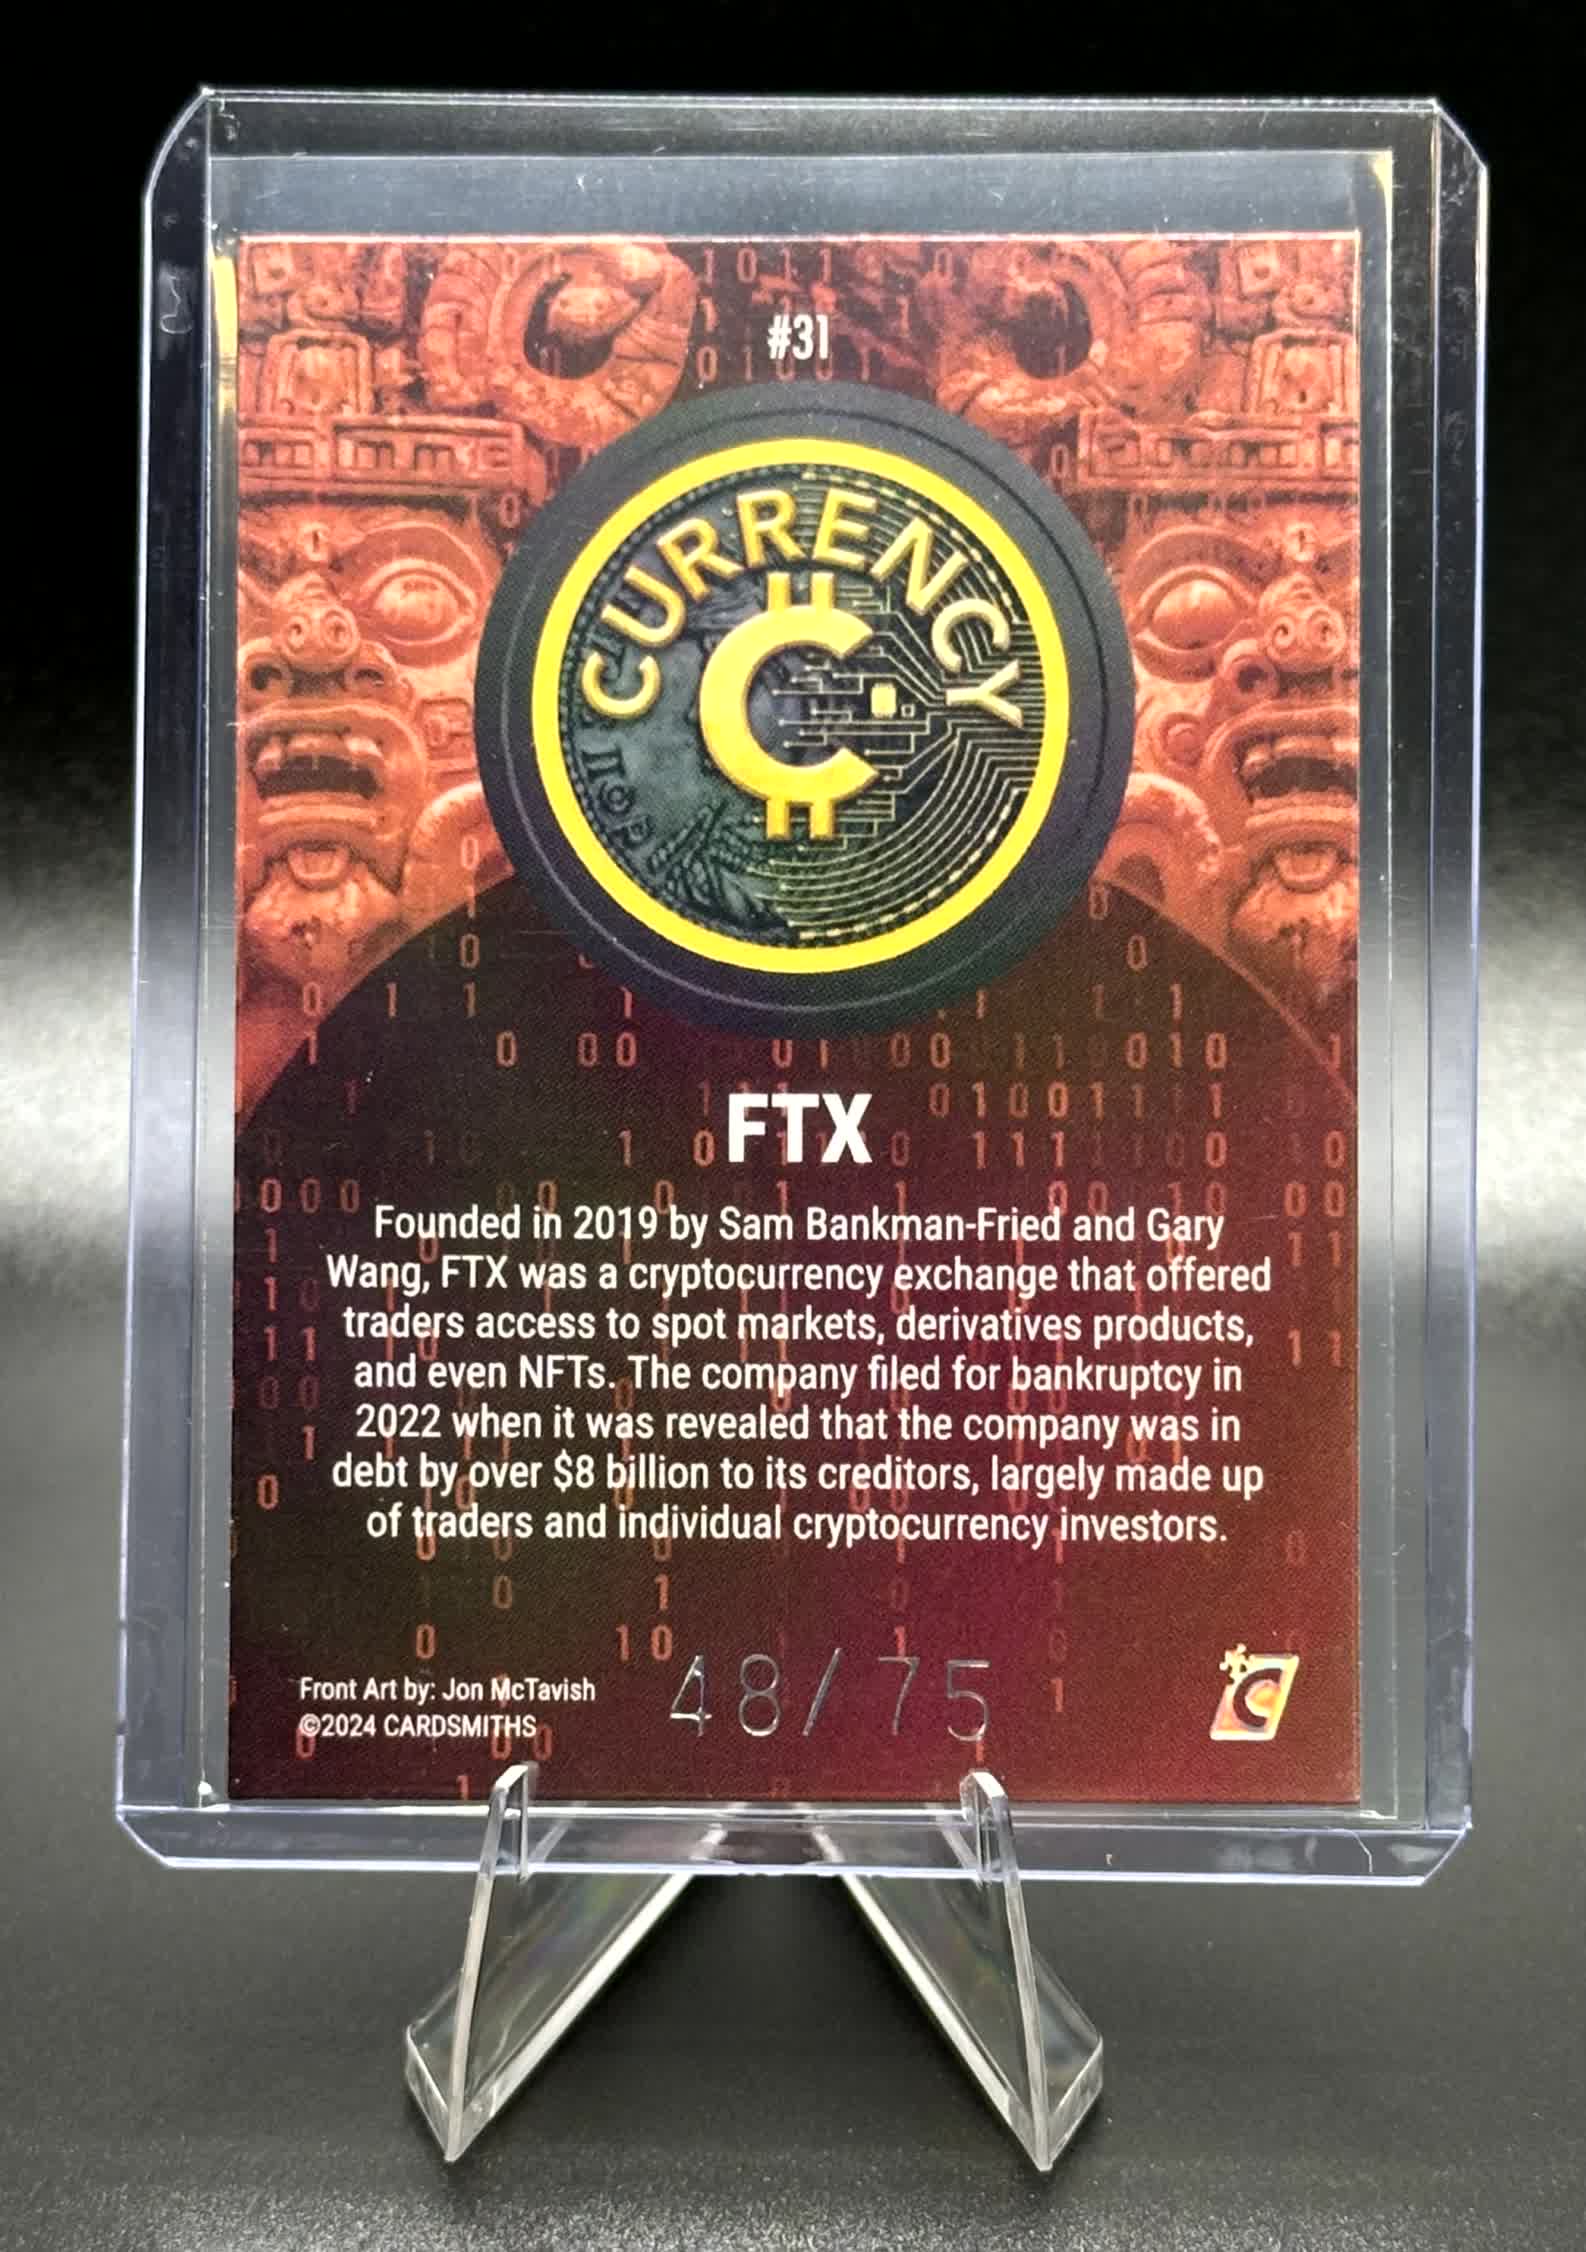 #31
CURRENCY
FTX
Founded in 2019 by Sam Bankman-Fried and Gary
Wang, FTX was a cryptocurrency exchange that offered
traders access to spot markets, derivatives products,
and even NFTs. The company filed for bankruptcy in
2022 when it was revealed that the company was in
debt by over $8 billion to its creditors, largely made up
of traders and individual cryptocurrency investors.
Front Art by: Jon McTavish
©2024 CARDSMITHS
48/75